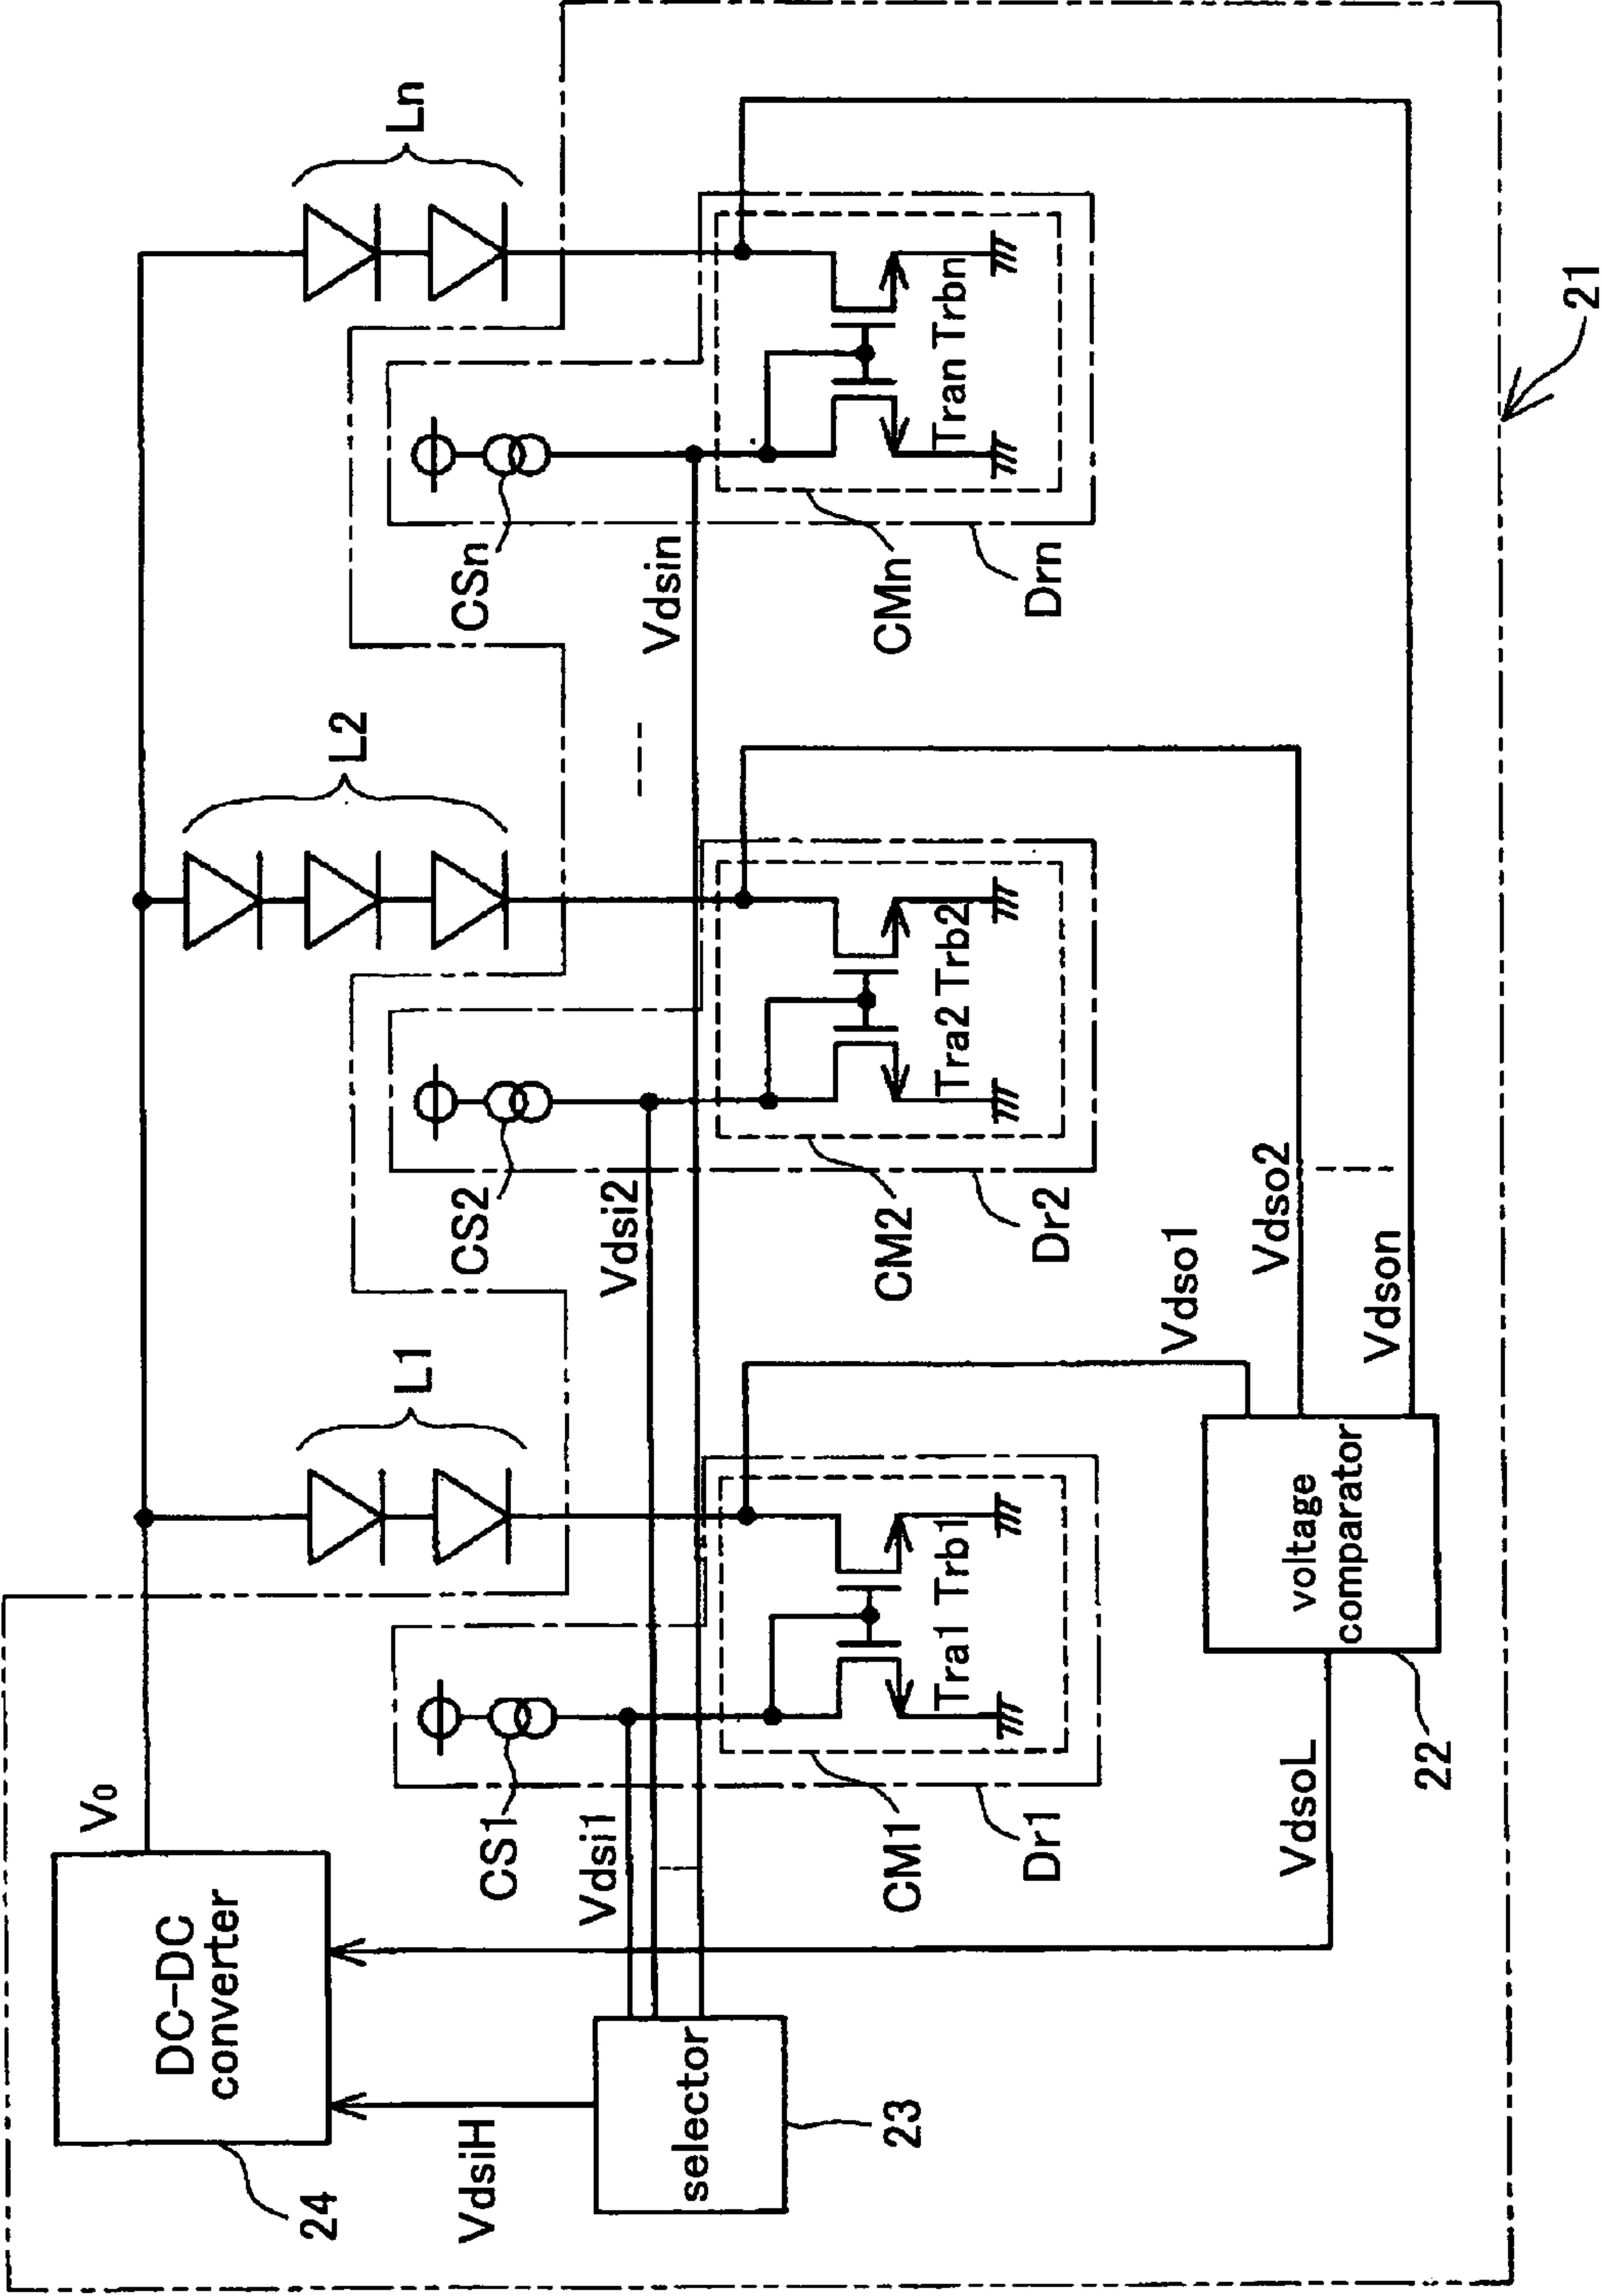 24
DC-DC
converter
V0
L1
L2
Ln
VdsiH
selector
23
Vdsi1
CS1
Vdsi2
CS2
Vdsin
CSn
Tra1 Trb1
CM1
Dr1
Tra2 Trb2
CM2
Dr2
Tran Trbn
CMn
Drn
VdsoL
voltage
comparator
22
Vdso1
Vdso2
Vdson
21